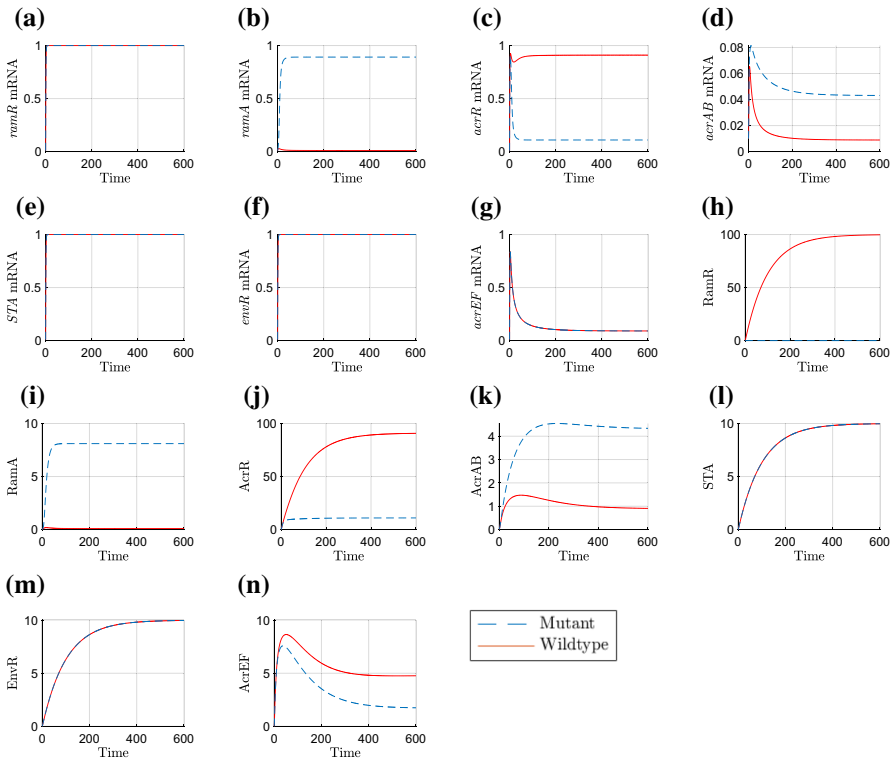 (a) (b) (c) (d)
ramR mRNA
1
0.5
0
0 200 400 600
Time
ramA mRNA
1
0.5
0
0 200 400 600
Time
acrR mRNA
1
0.5
0
0 200 400 600
Time
acrAB mRNA
0.08
0.06
0.04
0.02
0 200 400 600
Time
(e) (f) (g) (h)
STA mRNA
1
0.5
0
0 200 400 600
Time
envR mRNA
1
0.5
0
0 200 400 600
Time
acrEF mRNA
1
0.5
0
0 200 400 600
Time
RamR
100
50
0
0 200 400 600
Time
(i) (j) (k) (l)
RamA
10
5
0
0 200 400 600
Time
AcrR
100
50
0
0 200 400 600
Time
AcrAB
4
3
2
1
0
0 200 400 600
Time
STA
10
5
0
0 200 400 600
Time
(m) (n)
EnvR
10
5
0
0 200 400 600
Time
AcrEF
10
5
0
0 200 400 600
Time
Mutant
Wildtype